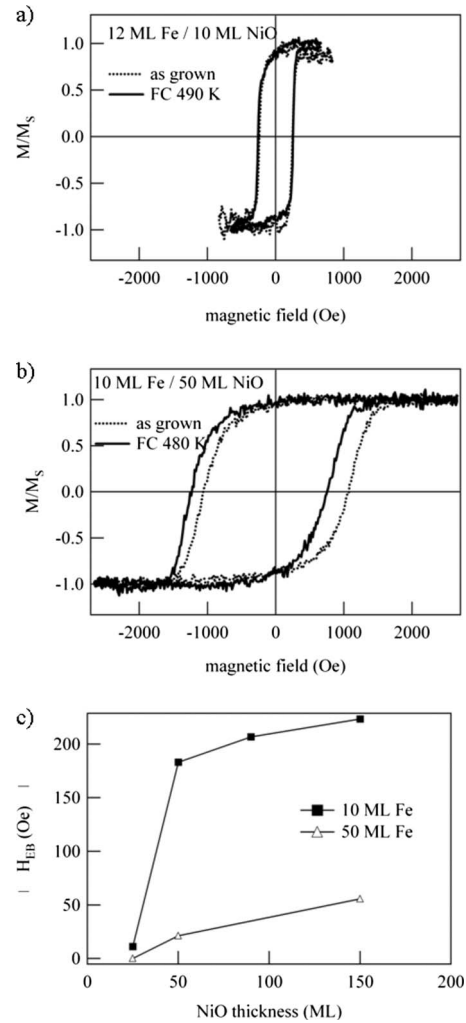 a)
12 ML Fe / 10 ML NiO
as grown
FC 490 K
M/M_S
1.0
0.5
0.0
-0.5
-1.0
-2000 -1000 0 1000 2000
magnetic field (Oe)
b)
10 ML Fe / 50 ML NiO
as grown
FC 480 K
M/M_S
1.0
0.5
0.0
-0.5
-1.0
-2000 -1000 0 1000 2000
magnetic field (Oe)
c)
| H_EB (Oe) |
200
150
100
50
0
10 ML Fe
50 ML Fe
0 50 100 150 200
NiO thickness (ML)